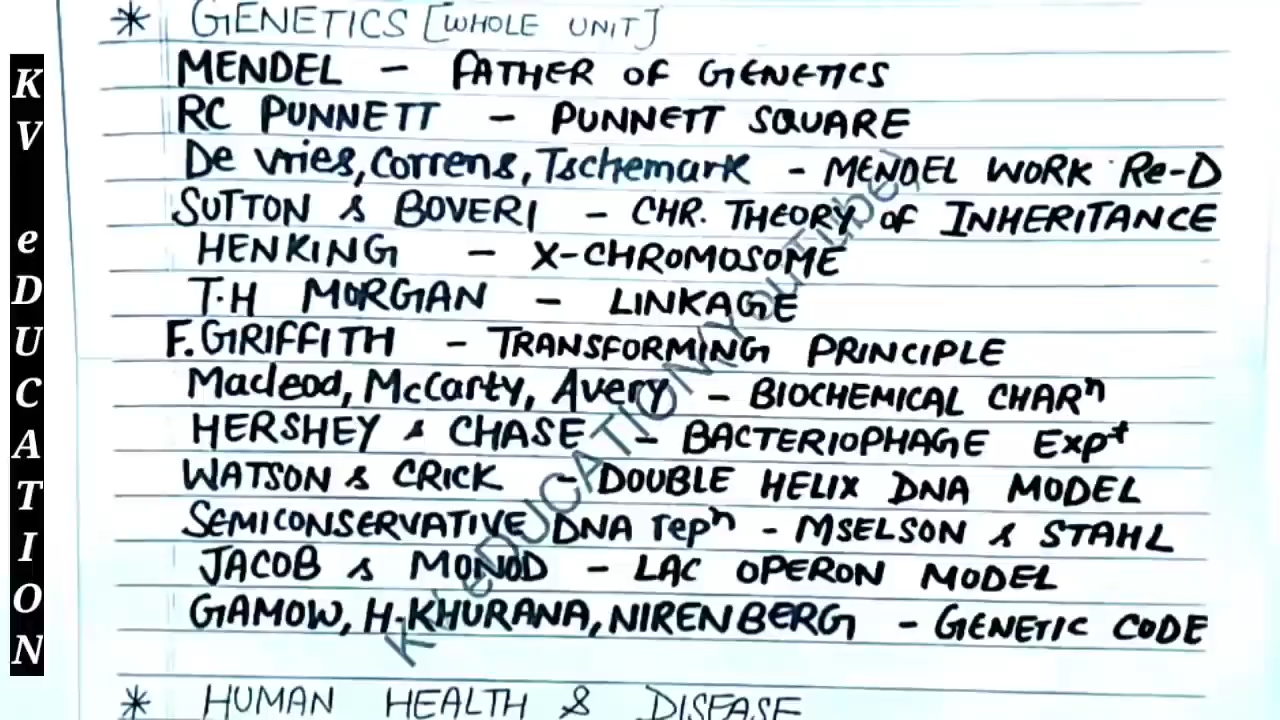 * GENETICS [WHOLE UNIT]
MENDEL - FATHER OF GENETICS
RC PUNNETT - PUNNETT SQUARE
De vries, Correns, Tschemark - MENDEL WORK Re-D
SUTTON & BOVERI - CHR. THEORY of INHERITANCE
HENKING - X-CHROMOSOME
T.H MORGAN - LINKAGE
F. GRIFFITH - TRANSFORMING PRINCIPLE
Macleod, McCarty, Avery - BIOCHEMICAL CHARⁿ
HERSHEY & CHASE - BACTERIOPHAGE Expᵗ
WATSON & CRICK - DOUBLE HELIX DNA MODEL
SEMICONSERVATIVE DNA repⁿ - MSELSON & STAHL
JACOB & MONOD - LAC OPERON MODEL
GAMOW, H.KHURANA, NIRENBERG - GENETIC CODE
* HUMAN HEALTH & DISEASE
KV eDUCATION
KV eDUCATION [YouTube]